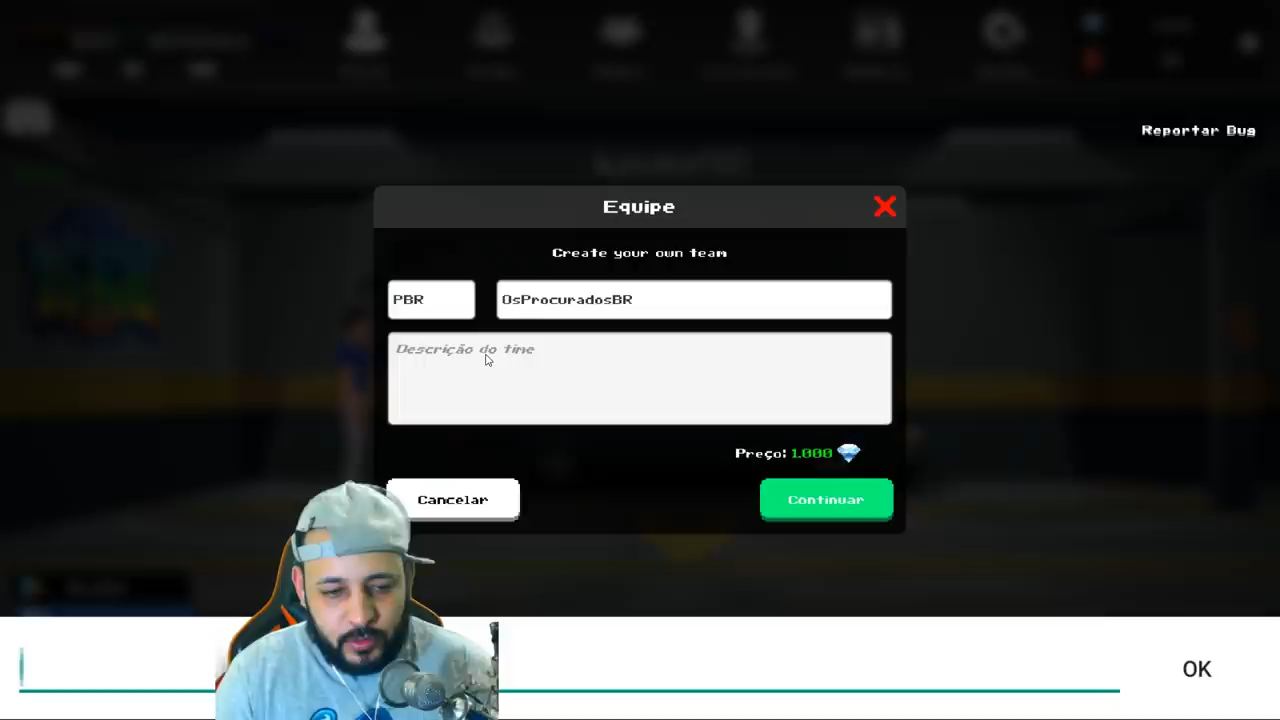 Reportar Bug
Equipe
Create your own team
PBR
OsProcuradosBR
Descrição do time
Preço: 1.000
Cancelar
Continuar
OK